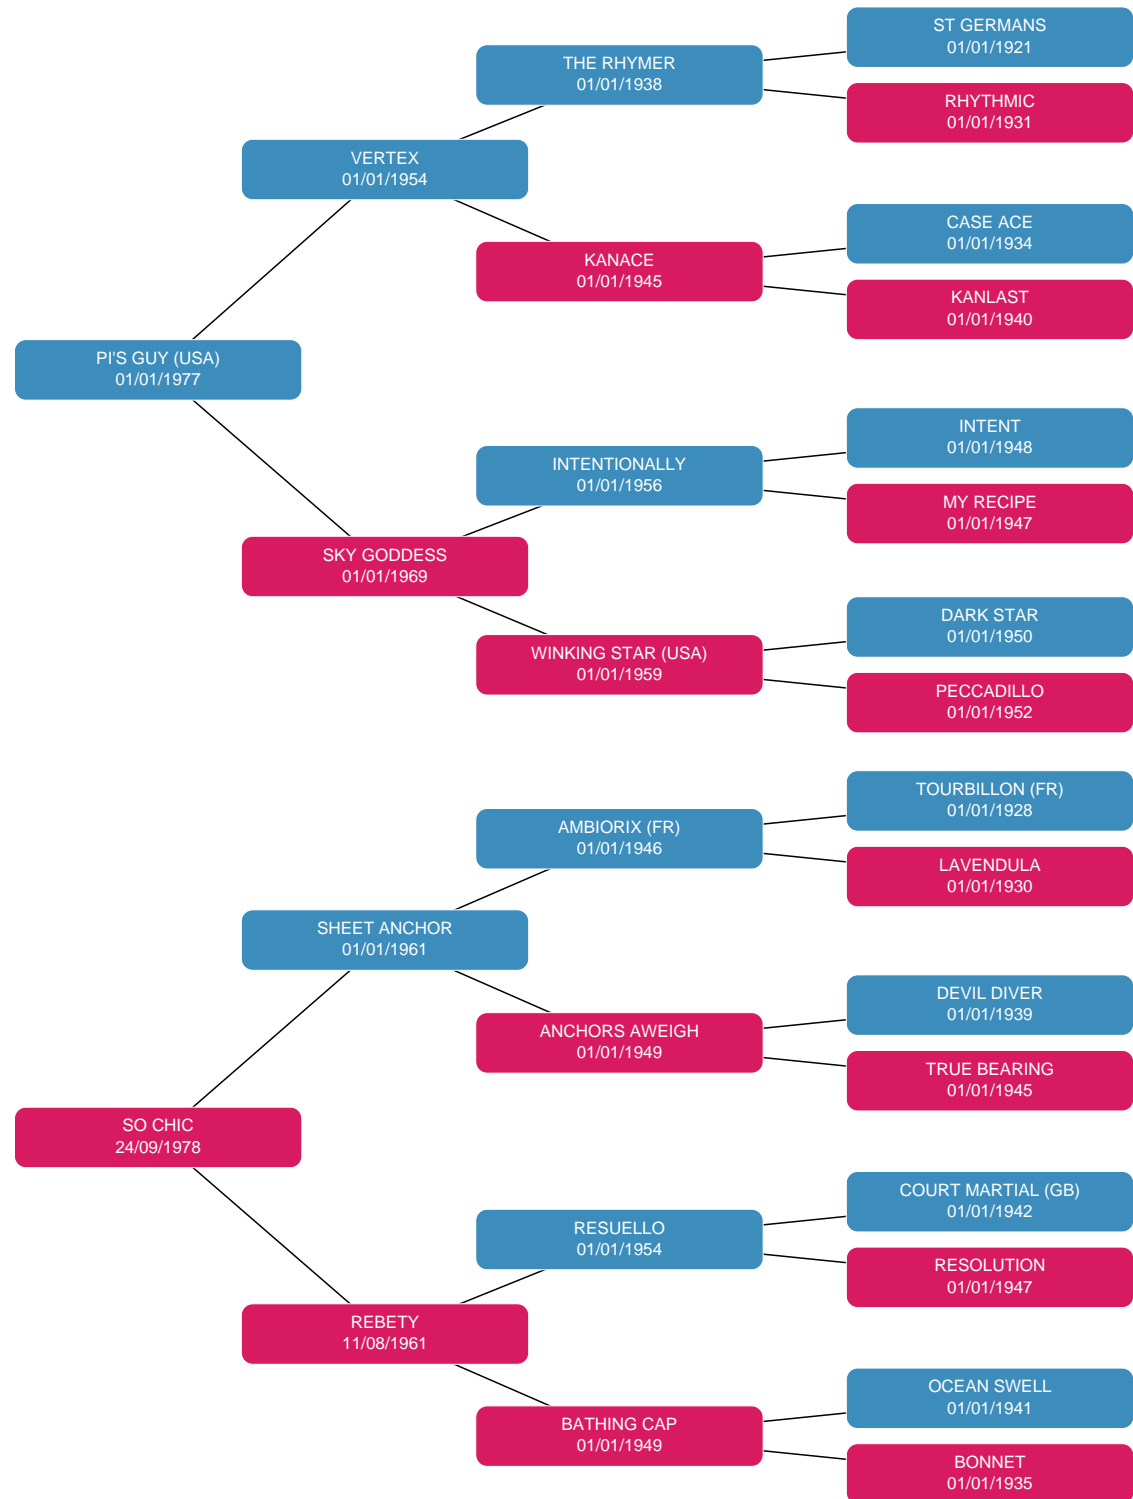 ST GERMANS
01/01/1921
THE RHYMER
01/01/1938
RHYTHMIC
01/01/1931
VERTEX
01/01/1954
CASE ACE
01/01/1934
KANACE
01/01/1945
KANLAST
01/01/1940
PI'S GUY (USA)
01/01/1977
INTENT
01/01/1948
INTENTIONALLY
01/01/1956
MY RECIPE
01/01/1947
SKY GODDESS
01/01/1969
DARK STAR
01/01/1950
WINKING STAR (USA)
01/01/1959
PECCADILLO
01/01/1952
TOURBILLON (FR)
01/01/1928
AMBIORIX (FR)
01/01/1946
LAVENDULA
01/01/1930
SHEET ANCHOR
01/01/1961
DEVIL DIVER
01/01/1939
ANCHORS AWEIGH
01/01/1949
TRUE BEARING
01/01/1945
SO CHIC
24/09/1978
COURT MARTIAL (GB)
01/01/1942
RESUELLO
01/01/1954
RESOLUTION
01/01/1947
REBETY
11/08/1961
OCEAN SWELL
01/01/1941
BATHING CAP
01/01/1949
BONNET
01/01/1935